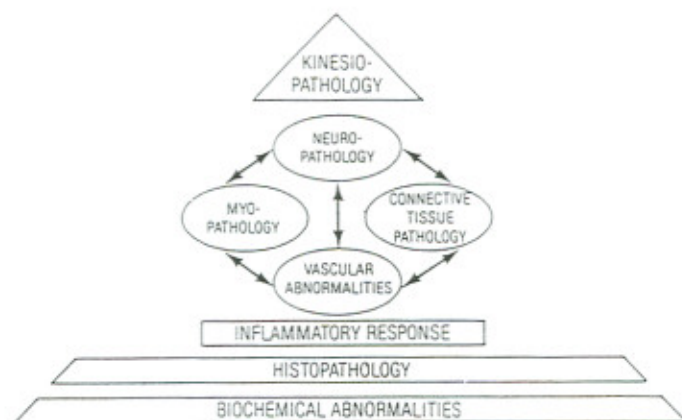 KINESIO-
PATHOLOGY
NEURO-
PATHOLOGY
MYO-
PATHOLOGY
CONNECTIVE
TISSUE
PATHOLOGY
VASCULAR
ABNORMALITIES
INFLAMMATORY RESPONSE
HISTOPATHOLOGY
BIOCHEMICAL ABNORMALITIES